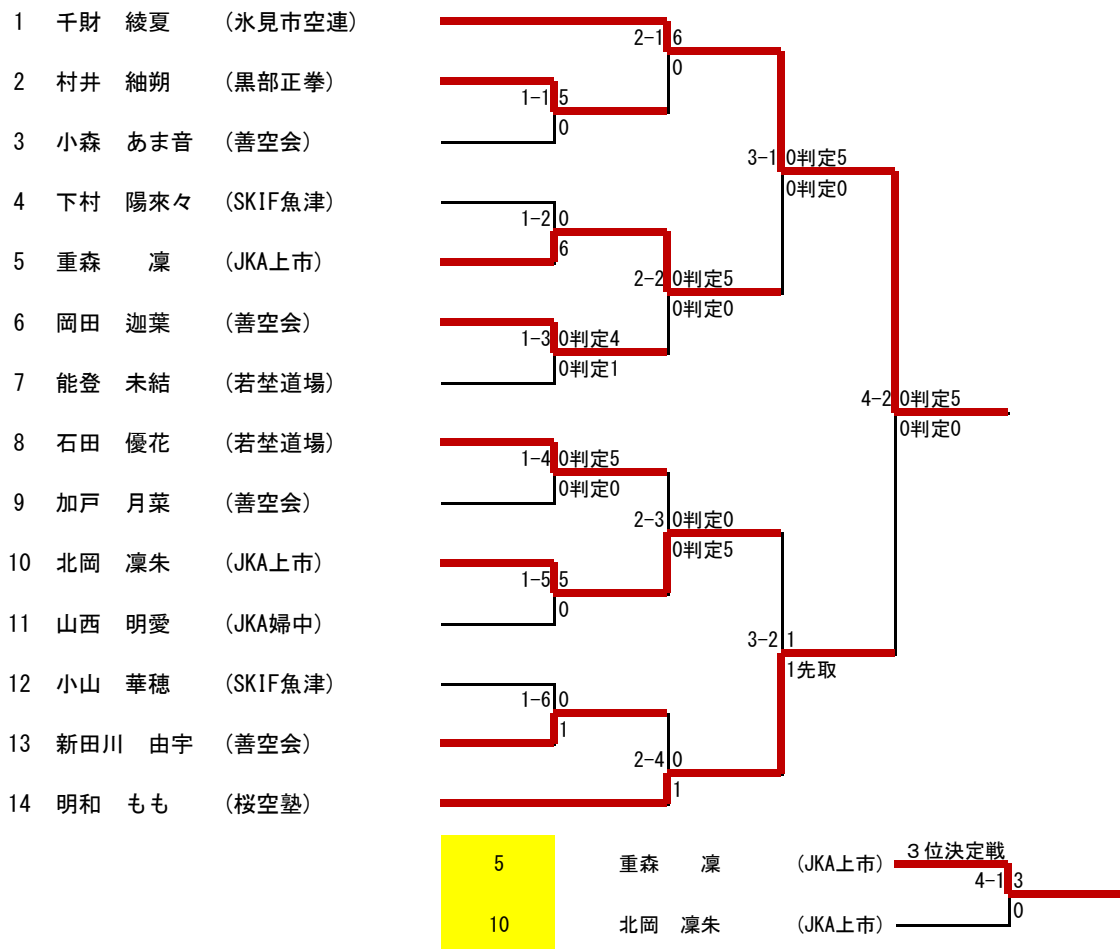 1 千財 綾夏 (氷見市空連)
2-1 6
0
2 村井 紬朔 (黒部正拳)
1-1 5
0
3 小森 あま音 (善空会)
3-1 0判定5
0判定0
4 下村 陽來々 (SKIF魚津)
1-2 0
6
5 重森 凜 (JKA上市)
2-2 0判定5
0判定0
6 岡田 迦葉 (善空会)
1-3 0判定4
0判定1
7 能登 未結 (若埜道場)
4-2 0判定5
0判定0
8 石田 優花 (若埜道場)
1-4 0判定5
0判定0
9 加戸 月菜 (善空会)
2-3 0判定0
0判定5
10 北岡 凜朱 (JKA上市)
1-5 5
0
11 山西 明愛 (JKA婦中)
3-2 1
1先取
12 小山 華穂 (SKIF魚津)
1-6 0
1
13 新田川 由宇 (善空会)
2-4 0
1
14 明和 もも (桜空塾)
3位決定戦
5 重森 凜 (JKA上市)
4-1 3
0
10 北岡 凜朱 (JKA上市)